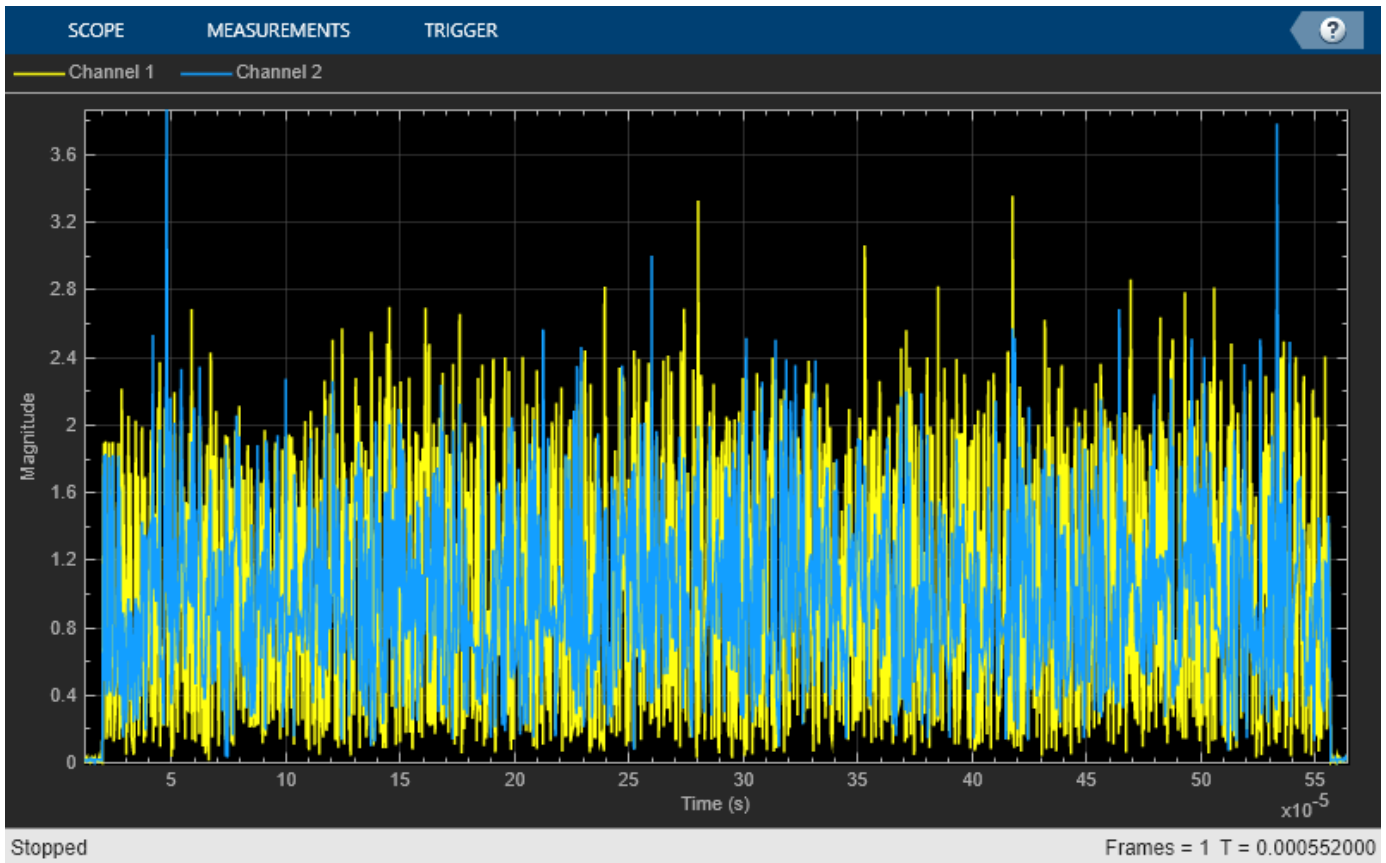 SCOPE MEASUREMENTS TRIGGER ?
Channel 1 Channel 2
3.6
3.2
2.8
2.4
2
1.6
1.2
0.8
0.4
0
Magnitude
5 10 15 20 25 30 35 40 45 50 55
Time (s)
x10-5
Stopped Frames = 1 T = 0.000552000